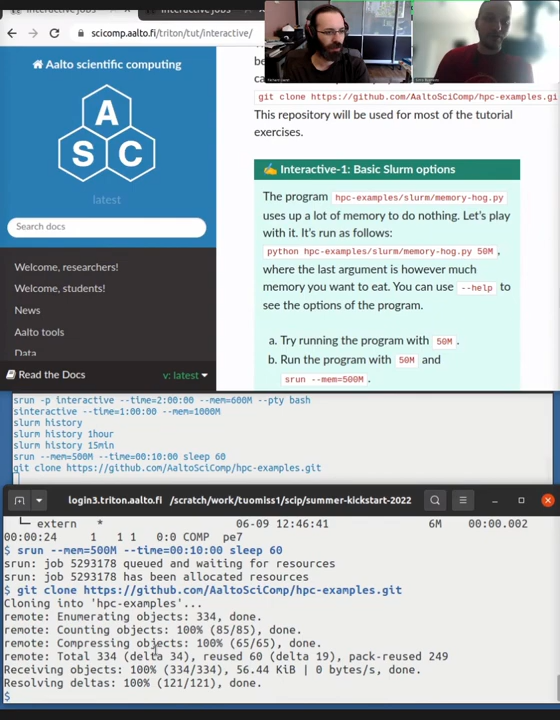 Interactive jobs
scicomp.aalto.fi/triton/tut/interactive/
Aalto scientific computing
A
S C
latest
Search docs
Welcome, researchers!
Welcome, students!
News
Aalto tools
Data
Read the Docs
v: latest
git clone https://github.com/AaltoSciComp/hpc-examples.gi
This repository will be used for most of the tutorial
exercises.
✍ Interactive-1: Basic Slurm options
The program hpc-examples/slurm/memory-hog.py
uses up a lot of memory to do nothing. Let's play
with it. It's run as follows:
python hpc-examples/slurm/memory-hog.py 50M ,
where the last argument is however much
memory you want to eat. You can use --help to
see the options of the program.
a. Try running the program with 50M .
b. Run the program with 50M and
srun --mem=500M .
srun -p interactive --time=2:00:00 --mem=600M --pty bash
sinteractive --time=1:00:00 --mem=1000M
slurm history
slurm history 1hour
slurm history 15min
srun --mem=500M --time=00:10:00 sleep 60
git clone https://github.com/AaltoSciComp/hpc-examples.git
login3.triton.aalto.fi /scratch/work/tuomiss1/scip/summer-kickstart-2022
└─ extern * 06-09 12:46:41 6M 00:00.002
00:00:24 1 1 1 0:0 COMP pe7
$ srun --mem=500M --time=00:10:00 sleep 60
srun: job 5293178 queued and waiting for resources
srun: job 5293178 has been allocated resources
$ git clone https://github.com/AaltoSciComp/hpc-examples.git
Cloning into 'hpc-examples'...
remote: Enumerating objects: 334, done.
remote: Counting objects: 100% (85/85), done.
remote: Compressing objects: 100% (65/65), done.
remote: Total 334 (delta 34), reused 60 (delta 19), pack-reused 249
Receiving objects: 100% (334/334), 56.44 KiB | 0 bytes/s, done.
Resolving deltas: 100% (121/121), done.
$